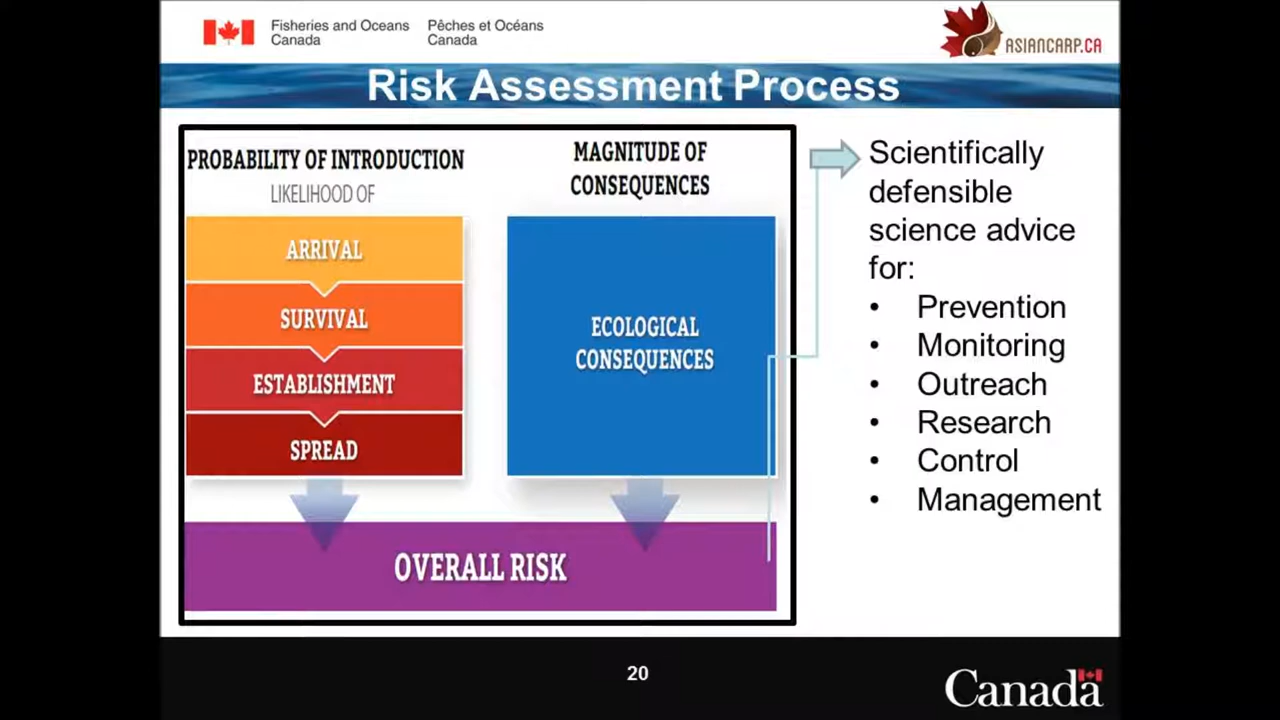 Fisheries and Oceans
Canada
Pêches et Océans
Canada
ASIANCARP.CA
Risk Assessment Process
PROBABILITY OF INTRODUCTION
LIKELIHOOD OF
ARRIVAL
SURVIVAL
ESTABLISHMENT
SPREAD
MAGNITUDE OF
CONSEQUENCES
ECOLOGICAL
CONSEQUENCES
OVERALL RISK
Scientifically
defensible
science advice
for:
• Prevention
• Monitoring
• Outreach
• Research
• Control
• Management
20
Canada